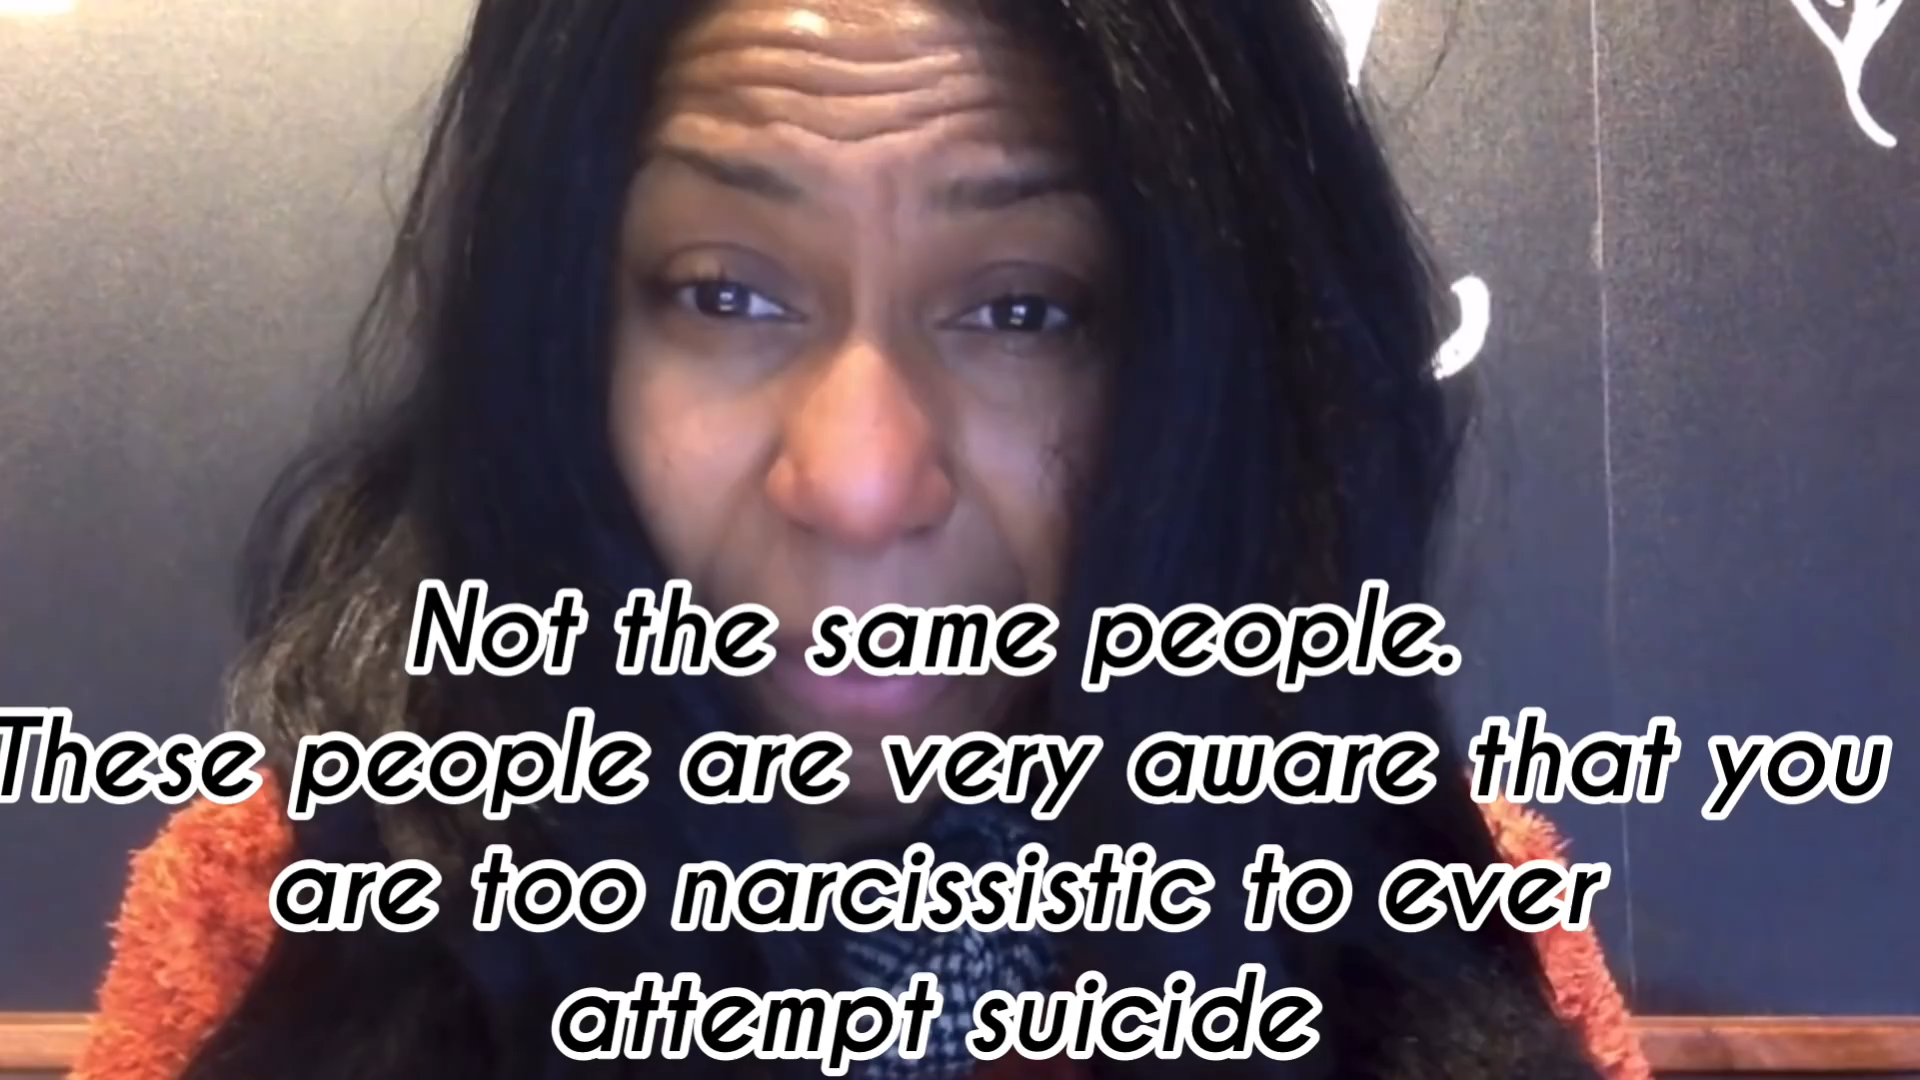 Not the same people.
These people are very aware that you
are too narcissistic to ever
attempt suicide